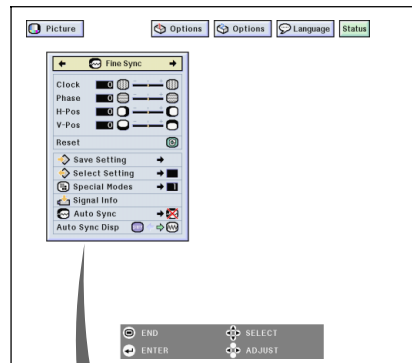 Picture Options Options Language Status
Fine Sync
Clock 0
Phase 0
H-Pos 0
V-Pos 0
Reset
Save Setting
Select Setting
Special Modes 1
Signal Info
Auto Sync
Auto Sync Disp
END SELECT
ENTER ADJUST